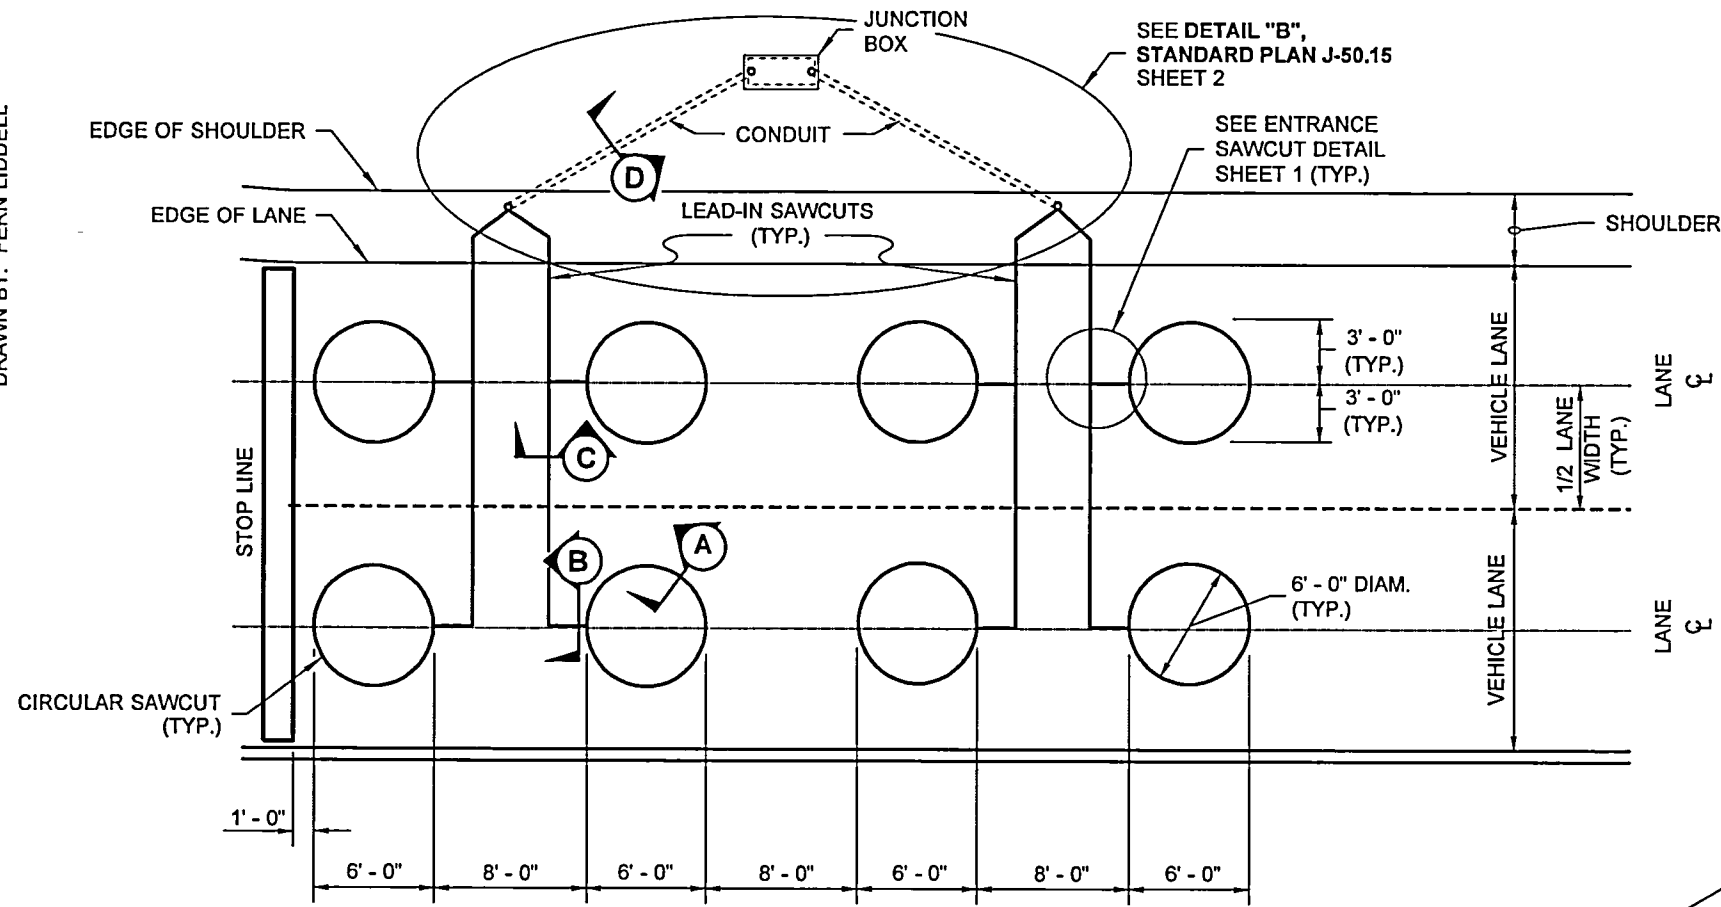 JUNCTION
BOX
SEE DETAIL "B",
STANDARD PLAN J-50.15
SHEET 2
EDGE OF SHOULDER
CONDUIT
SEE ENTRANCE
SAWCUT DETAIL
SHEET 1 (TYP.)
D
EDGE OF LANE
LEAD-IN SAWCUTS
(TYP.)
SHOULDER
3' - 0"
(TYP.)
3' - 0"
(TYP.)
VEHICLE LANE
1/2 LANE
WIDTH
(TYP.)
LANE
CL
STOP LINE
C
B
A
6' - 0" DIAM.
(TYP.)
VEHICLE LANE
LANE
CL
CIRCULAR SAWCUT
(TYP.)
1' - 0"
6' - 0"
8' - 0"
6' - 0"
8' - 0"
6' - 0"
8' - 0"
6' - 0"